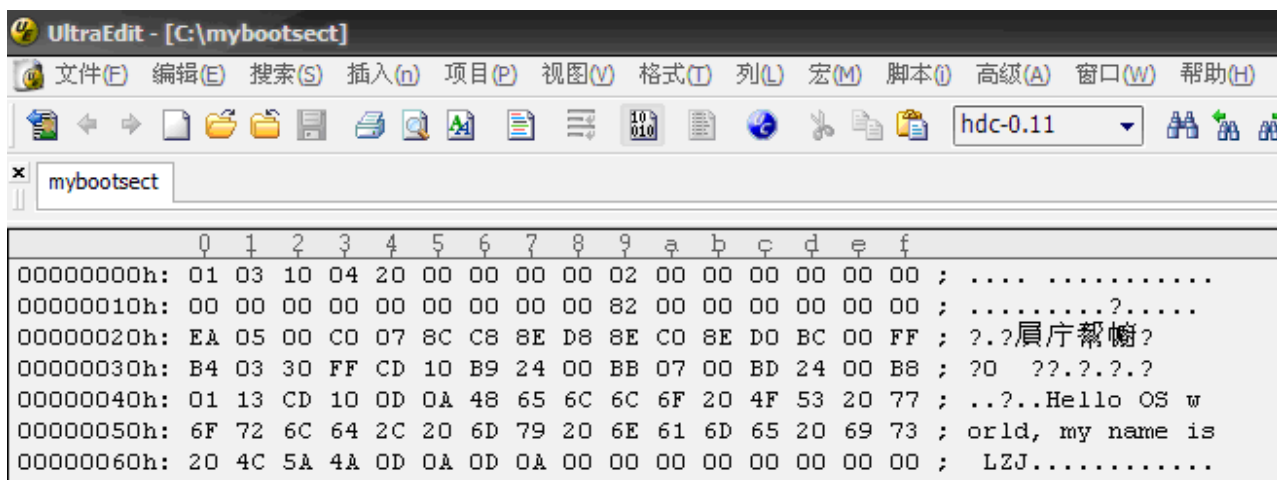 UltraEdit - [C:\mybootsect]
文件(F) 编辑(E) 搜索(S) 插入(n) 项目(P) 视图(V) 格式(T) 列(L) 宏(M) 脚本(i) 高级(A) 窗口(W) 帮助(H)
hdc-0.11
mybootsect
0 1 2 3 4 5 6 7 8 9 a b c d e f
00000000h: 01 03 10 04 20 00 00 00 00 02 00 00 00 00 00 00 ; .... ...........
00000010h: 00 00 00 00 00 00 00 00 00 82 00 00 00 00 00 00 ; .........?.....
00000020h: EA 05 00 C0 07 8C C8 8E D8 8E C0 8E D0 BC 00 FF ; ?.?屓庁幚幮?
00000030h: B4 03 30 FF CD 10 B9 24 00 BB 07 00 BD 24 00 B8 ; ?0 ??.?.?.?
00000040h: 01 13 CD 10 0D 0A 48 65 6C 6C 6F 20 4F 53 20 77 ; ..?..Hello OS w
00000050h: 6F 72 6C 64 2C 20 6D 79 20 6E 61 6D 65 20 69 73 ; orld, my name is
00000060h: 20 4C 5A 4A 0D 0A 0D 0A 00 00 00 00 00 00 00 00 ; LZJ............